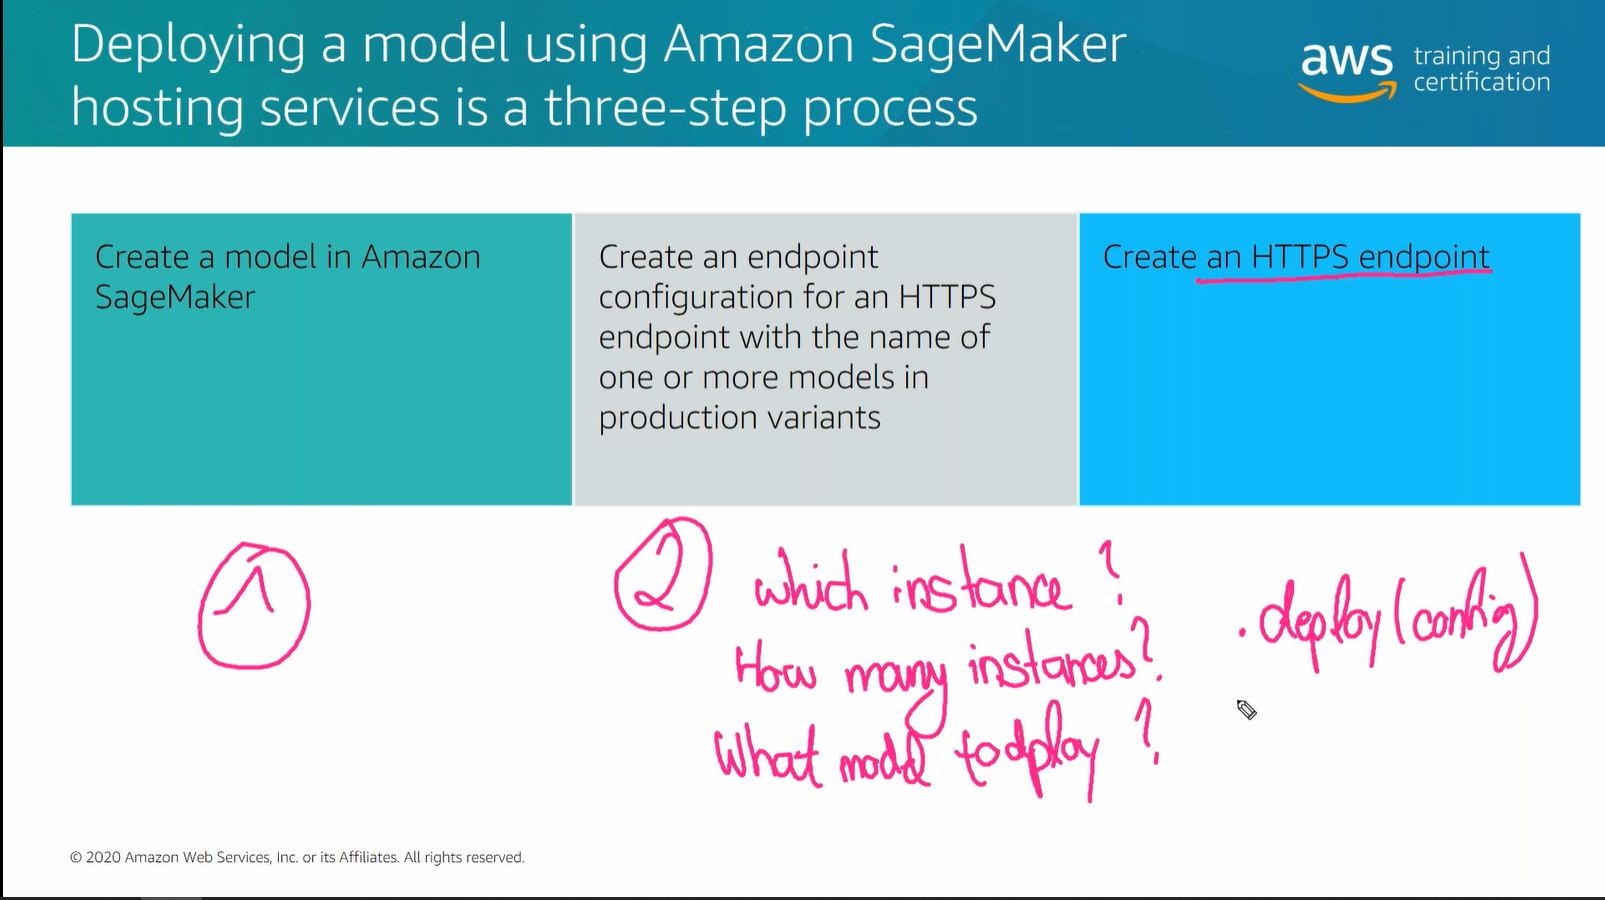 Deploying a model using Amazon SageMaker
hosting services is a three-step process
aws training and
certification
Create a model in Amazon
SageMaker
Create an endpoint
configuration for an HTTPS
endpoint with the name of
one or more models in
production variants
Create an HTTPS endpoint
1
2
which instance ?
How many instances?
What model to dploy ?
.deploy(config)
© 2020 Amazon Web Services, Inc. or its Affiliates. All rights reserved.